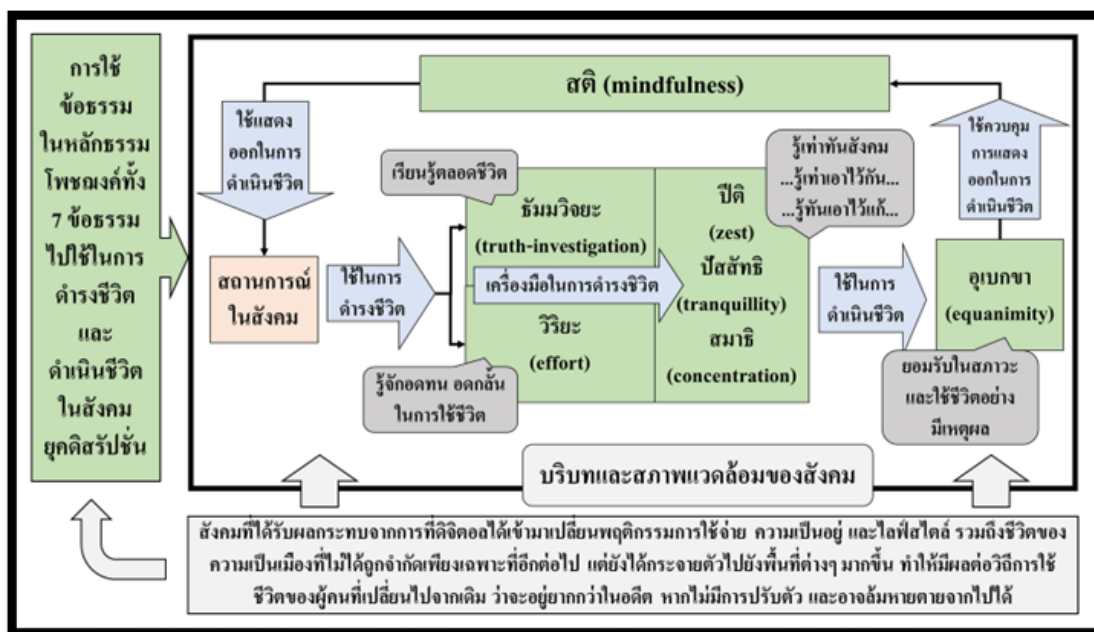 การใช้
ข้อธรรม
ในหลักธรรม
โพชฌงค์ทั้ง
7 ข้อธรรม
ไปใช้ในการ
ดำรงชีวิต
และ
ดำเนินชีวิต
ในสังคม
ยุคดิสรัปชั่น
สติ (mindfulness)
ใช้แสดง
ออกในการ
ดำเนินชีวิต
สถานการณ์
ในสังคม
ใช้ในการ
ดำรงชีวิต
เรียนรู้ตลอดชีวิต
ธัมมวิจยะ
(truth-investigation)
เครื่องมือในการดำรงชีวิต
วิริยะ
(effort)
รู้จักอดทน อดกลั้น
ในการใช้ชีวิต
ปีติ
(zest)
ปัสสัทธิ
(tranquillity)
สมาธิ
(concentration)
รู้เท่าทันสังคม
...รู้เท่าเอาไว้กัน...
...รู้ทันเอาไว้แก้...
ใช้ในการ
ดำเนินชีวิต
ใช้ควบคุม
การแสดง
ออกในการ
ดำเนินชีวิต
อุเบกขา
(equanimity)
ยอมรับในสภาวะ
และใช้ชีวิตอย่าง
มีเหตุผล
บริบทและสภาพแวดล้อมของสังคม
สังคมที่ได้รับผลกระทบจากการที่ดิจิตอลได้เข้ามาเปลี่ยนพฤติกรรมการใช้จ่าย ความเป็นอยู่ และไลฟ์สไตล์ รวมถึงชีวิตของ
ความเป็นเมืองที่ไม่ได้ถูกจำกัดเพียงเฉพาะที่อีกต่อไป แต่ยังได้กระจายตัวไปยังพื้นที่ต่างๆ มากขึ้น ทำให้มีผลต่อวิถีการใช้
ชีวิตของผู้คนที่เปลี่ยนไปจากเดิม ว่าจะอยู่ยากกว่าในอดีต หากไม่มีการปรับตัว และอาจล้มหายตายจากไปได้